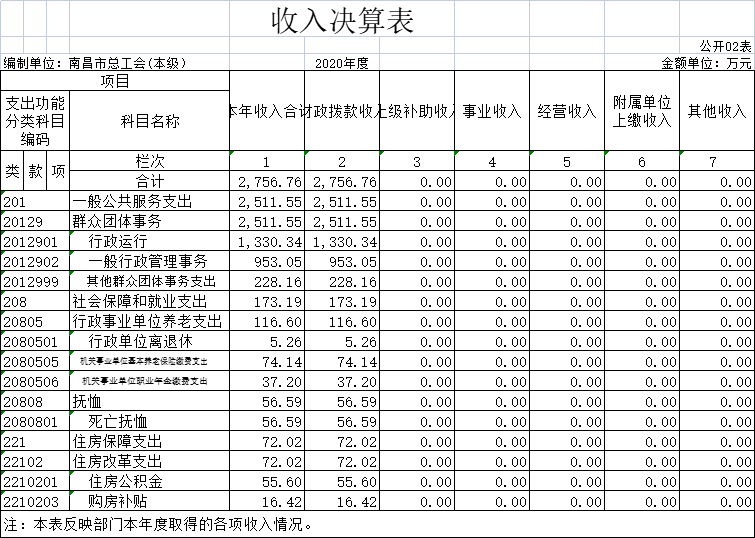 收入决算表
公开02表
编制单位：南昌市总工会(本级） 2020年度 金额单位：万元
项目 本年收入合计 财政拨款收入 上级补助收入 事业收入 经营收入 附属单位上缴收入 其他收入
支出功能分类科目编码 科目名称
类 款 项 栏次 1 2 3 4 5 6 7
合计 2,756.76 2,756.76 0.00 0.00 0.00 0.00 0.00
201 一般公共服务支出 2,511.55 2,511.55 0.00 0.00 0.00 0.00 0.00
20129 群众团体事务 2,511.55 2,511.55 0.00 0.00 0.00 0.00 0.00
2012901 行政运行 1,330.34 1,330.34 0.00 0.00 0.00 0.00 0.00
2012902 一般行政管理事务 953.05 953.05 0.00 0.00 0.00 0.00 0.00
2012999 其他群众团体事务支出 228.16 228.16 0.00 0.00 0.00 0.00 0.00
208 社会保障和就业支出 173.19 173.19 0.00 0.00 0.00 0.00 0.00
20805 行政事业单位养老支出 116.60 116.60 0.00 0.00 0.00 0.00 0.00
2080501 行政单位离退休 5.26 5.26 0.00 0.00 0.00 0.00 0.00
2080505 机关事业单位基本养老保险缴费支出 74.14 74.14 0.00 0.00 0.00 0.00 0.00
2080506 机关事业单位职业年金缴费支出 37.20 37.20 0.00 0.00 0.00 0.00 0.00
20808 抚恤 56.59 56.59 0.00 0.00 0.00 0.00 0.00
2080801 死亡抚恤 56.59 56.59 0.00 0.00 0.00 0.00 0.00
221 住房保障支出 72.02 72.02 0.00 0.00 0.00 0.00 0.00
22102 住房改革支出 72.02 72.02 0.00 0.00 0.00 0.00 0.00
2210201 住房公积金 55.60 55.60 0.00 0.00 0.00 0.00 0.00
2210203 购房补贴 16.42 16.42 0.00 0.00 0.00 0.00 0.00
注：本表反映部门本年度取得的各项收入情况。